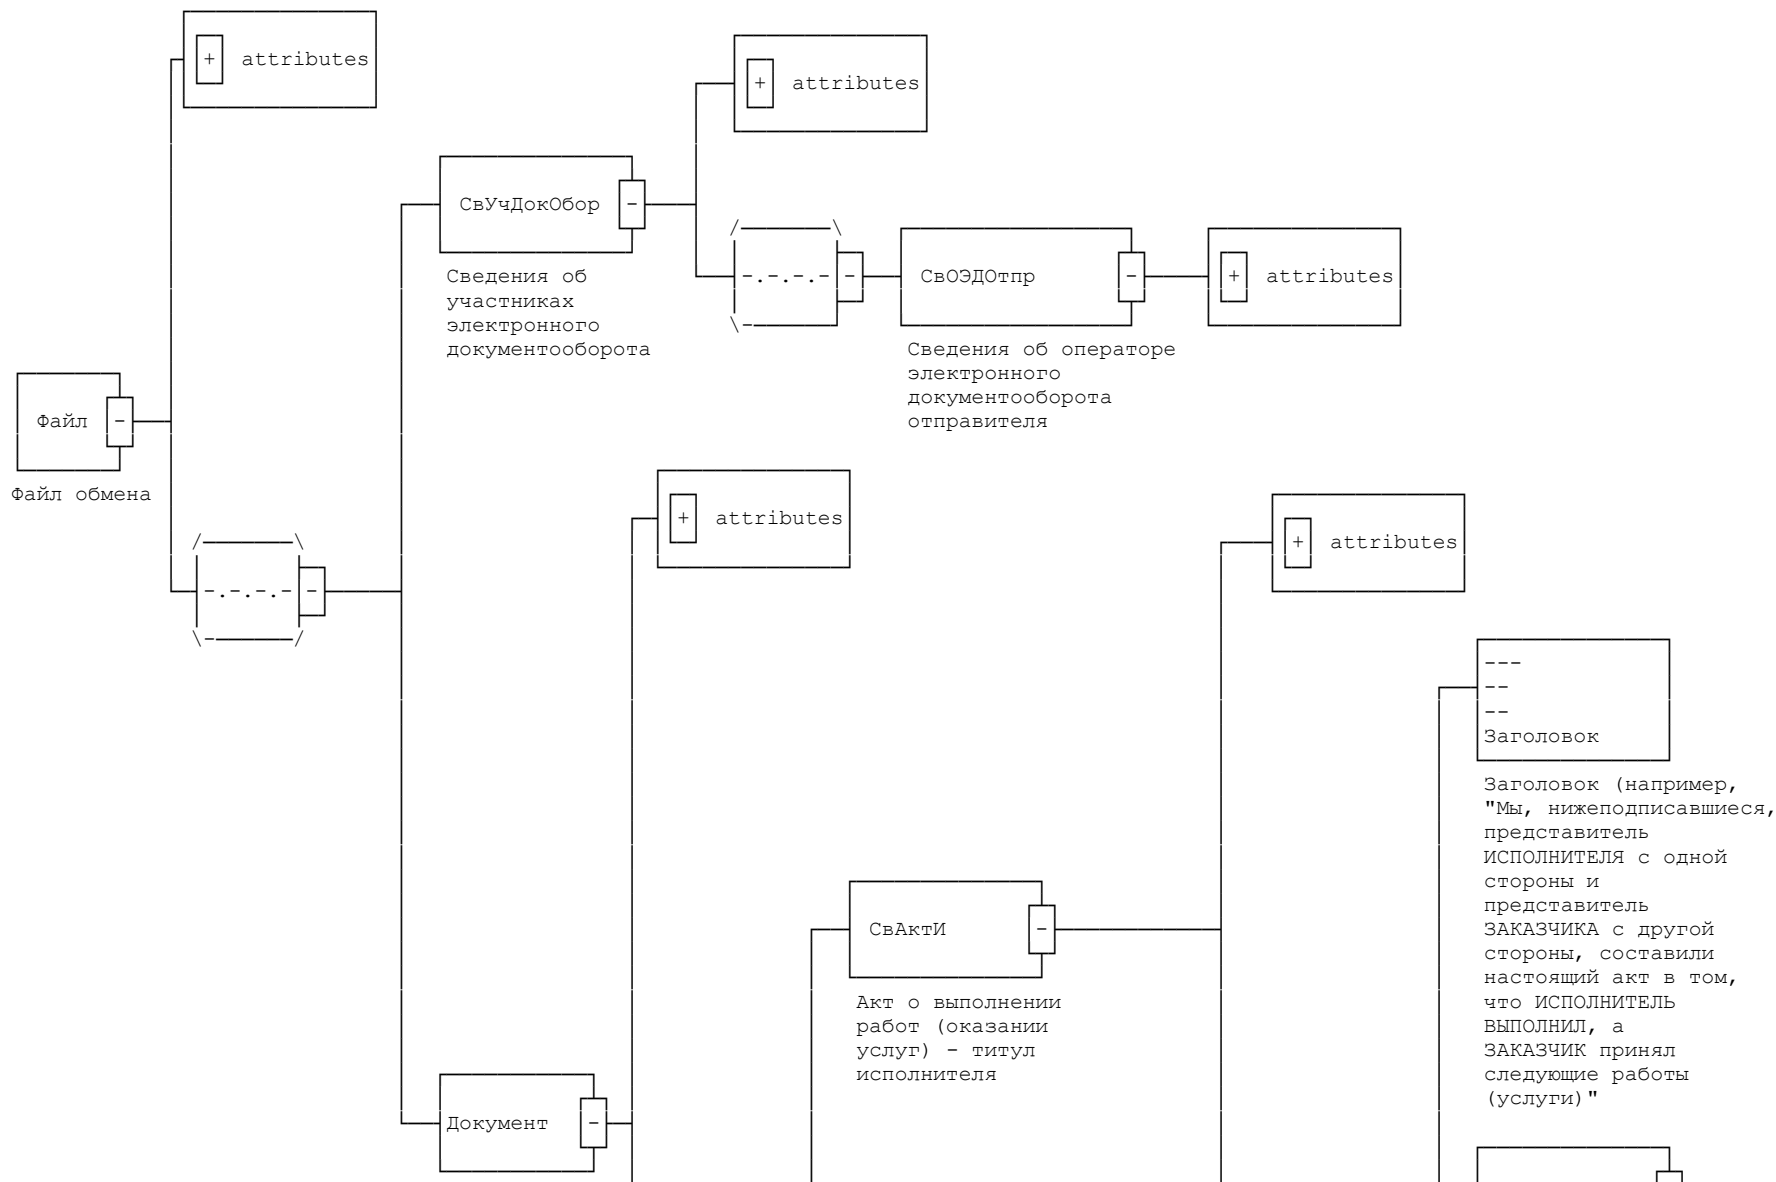 + attributes
+ attributes
СвУчДокОбор -
-.-.-.- -
СвОЭДОтпр -
+ attributes
Сведения об
участниках
электронного
документооборота
Сведения об операторе
электронного
документооборота
отправителя
Файл -
Файл обмена
+ attributes
+ attributes
-.-.-.- -
---
--
--
Заголовок
Заголовок (например,
"Мы, нижеподписавшиеся,
представитель
ИСПОЛНИТЕЛЯ с одной
стороны и
представитель
ЗАКАЗЧИКА с другой
стороны, составили
настоящий акт в том,
что ИСПОЛНИТЕЛЬ
ВЫПОЛНИЛ, а
ЗАКАЗЧИК принял
следующие работы
(услуги)"
СвАктИ -
Акт о выполнении
работ (оказании
услуг) - титул
исполнителя
Документ -